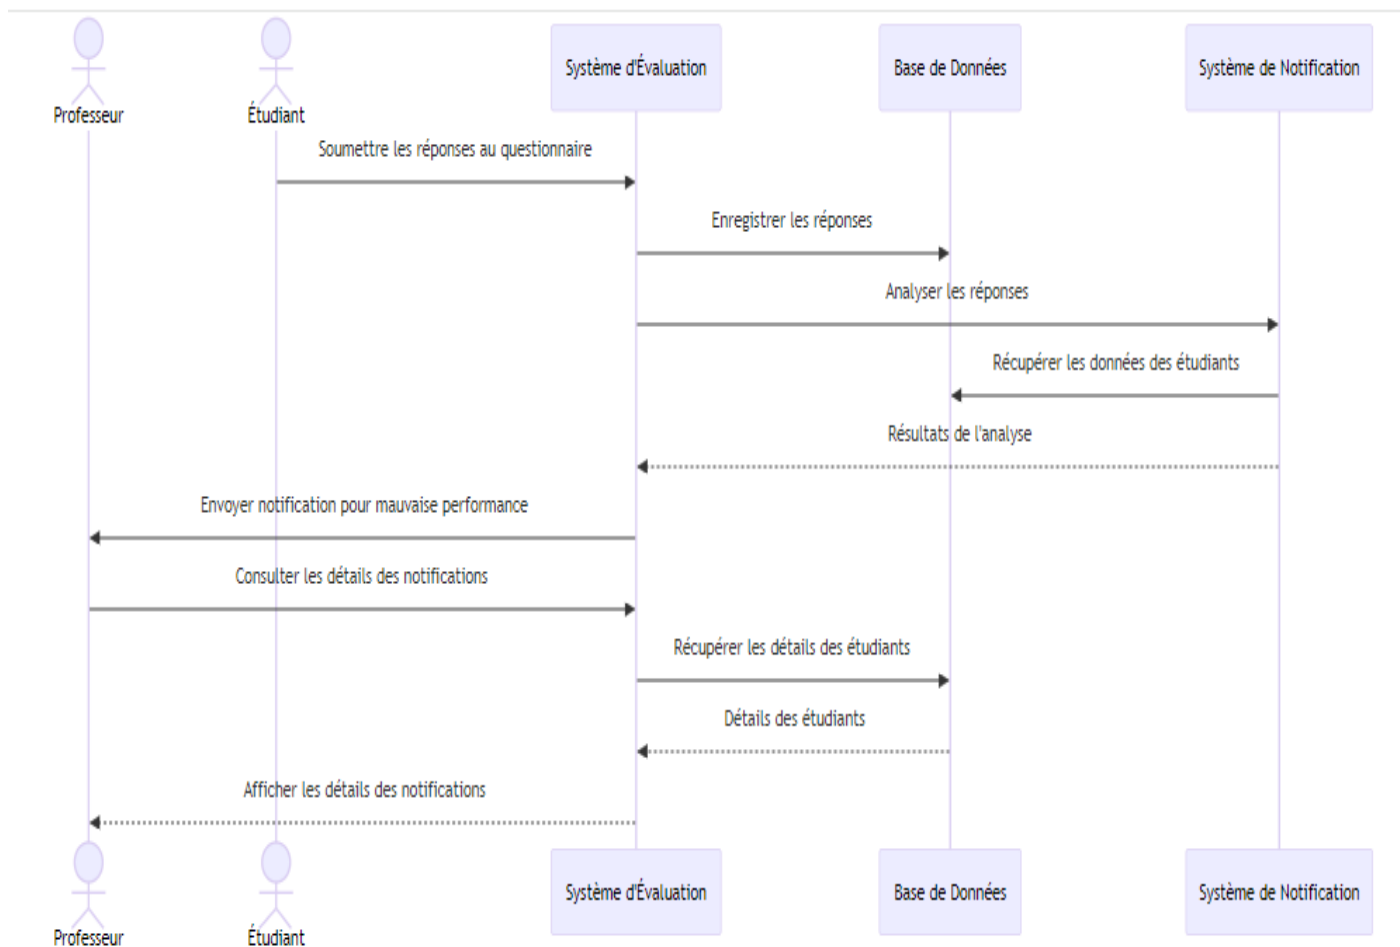 Professeur
Étudiant
Système d'Évaluation
Base de Données
Système de Notification
Soumettre les réponses au questionnaire
Enregistrer les réponses
Analyser les réponses
Récupérer les données des étudiants
Résultats de l'analyse
Envoyer notification pour mauvaise performance
Consulter les détails des notifications
Récupérer les détails des étudiants
Détails des étudiants
Afficher les détails des notifications
Professeur
Étudiant
Système d'Évaluation
Base de Données
Système de Notification